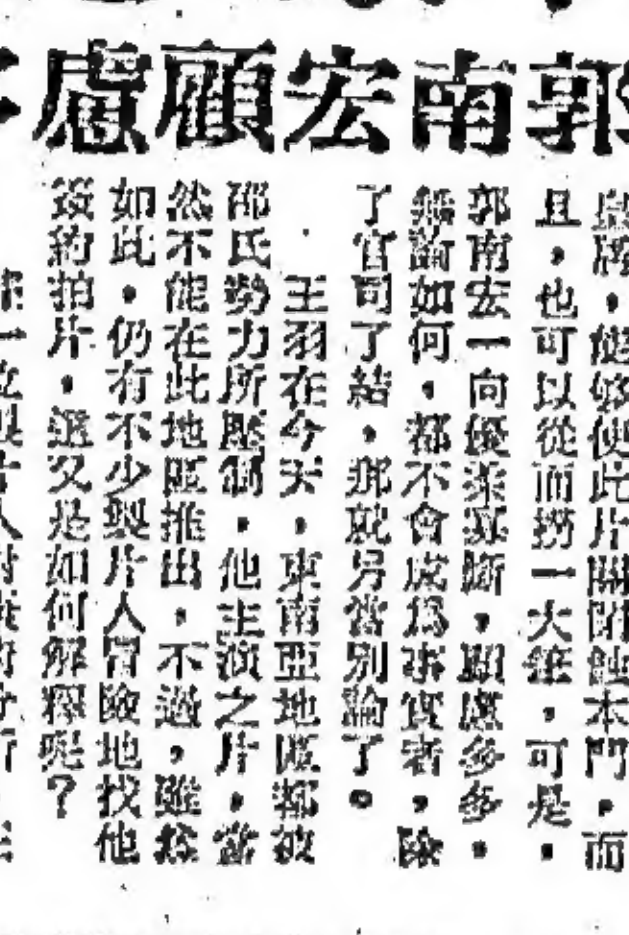 郭南宏顧慮
牌,能够使此片關閉蝕本門,而
且,也可以從而撈一大筆,可是,
郭南宏一向優柔寡斷,顧慮多多,
無論如何,都不會成爲事實者,除
了官司了結,那就另當別論了。
王羽在今天,東南亞地區都被
邵氏勢力所壓制,他主演之片,當
然不能在此地區推出,不過,雖然
如此,仍有不少製片人冒險地找他
簽約拍片,這又是如何解釋呢?